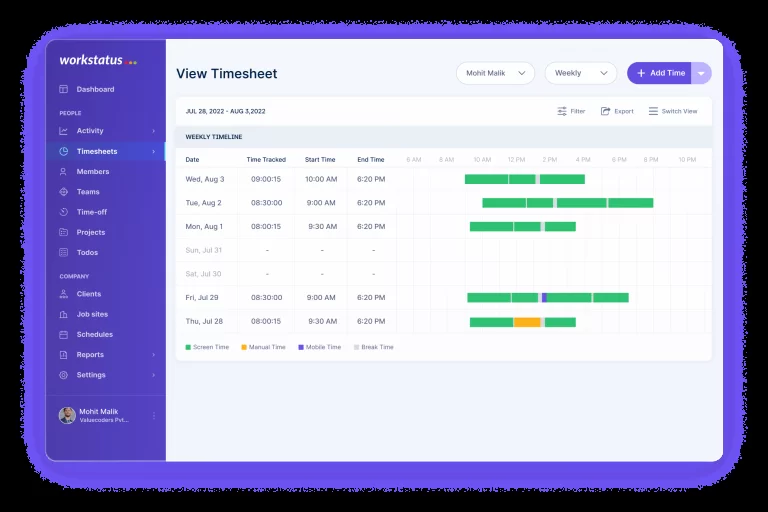 workstatus
Dashboard
PEOPLE
Activity
Timesheets
Members
Teams
Time-off
Projects
Todos
COMPANY
Clients
Job sites
Schedules
Reports
Settings
Mohit Malik
Valuecoders Pvt...
View Timesheet
Mohit Malik
Weekly
+ Add Time
JUL 28, 2022 - AUG 3,2022
Filter
Export
Switch View
WEEKLY TIMELINE
Date Time Tracked Start Time End Time 6 AM 8 AM 10 AM 12 PM 2 PM 4 PM 6 PM 8 PM 10 PM
Wed, Aug 3 09:00:15 10:00 AM 6:20 PM
Tue, Aug 2 08:30:00 9:00 AM 6:20 PM
Mon, Aug 1 08:00:15 9:30 AM 6:20 PM
Sun, Jul 31 - - -
Sat, Jul 30 - - -
Fri, Jul 29 08:30:00 9:00 AM 6:20 PM
Thu, Jul 28 08:00:15 9:30 AM 6:20 PM
Screen Time Manual Time Mobile Time Break Time